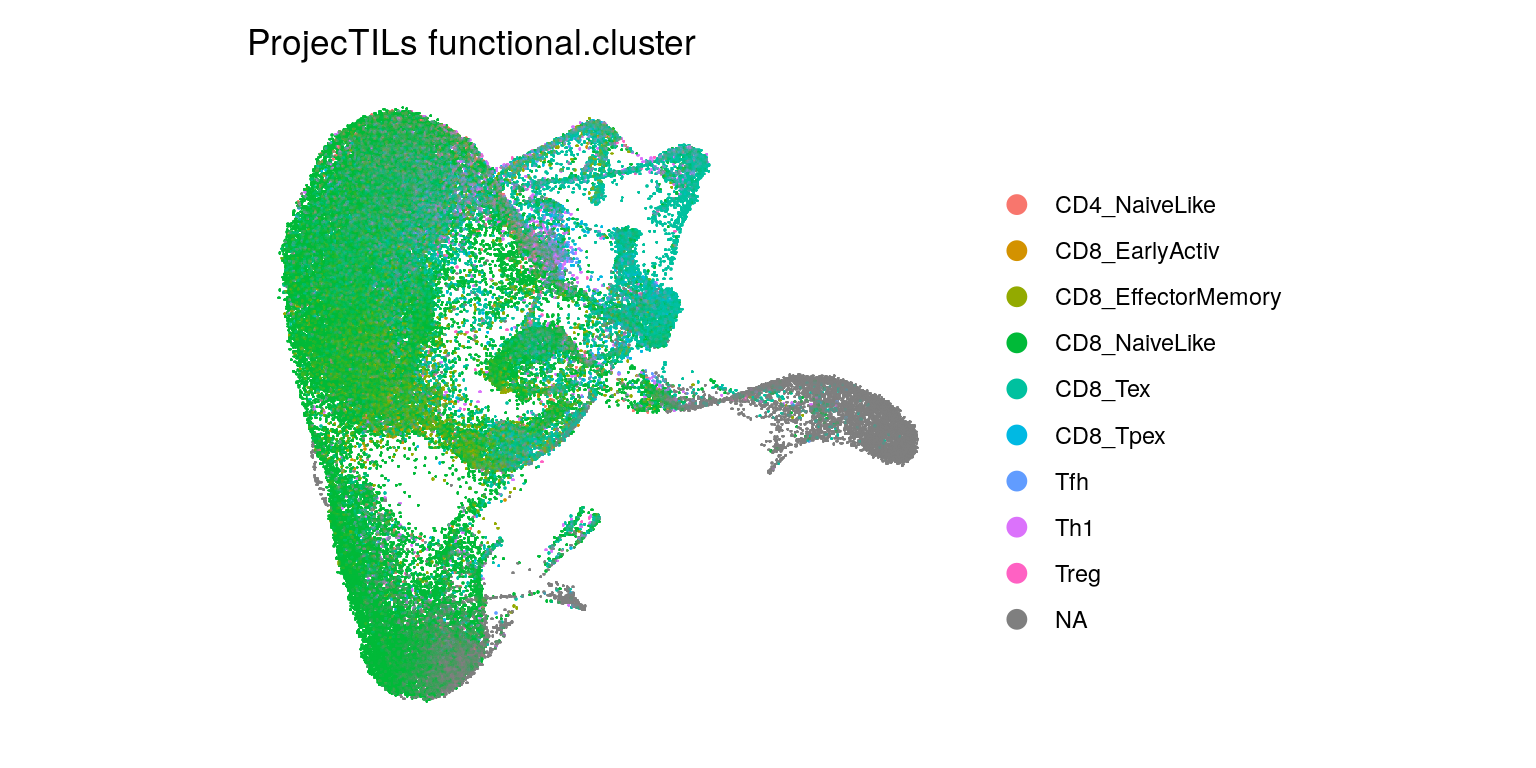 ProjecTILs functional.cluster
CD4_NaiveLike
CD8_EarlyActiv
CD8_EffectorMemory
CD8_NaiveLike
CD8_Tex
CD8_Tpex
Tfh
Th1
Treg
NA